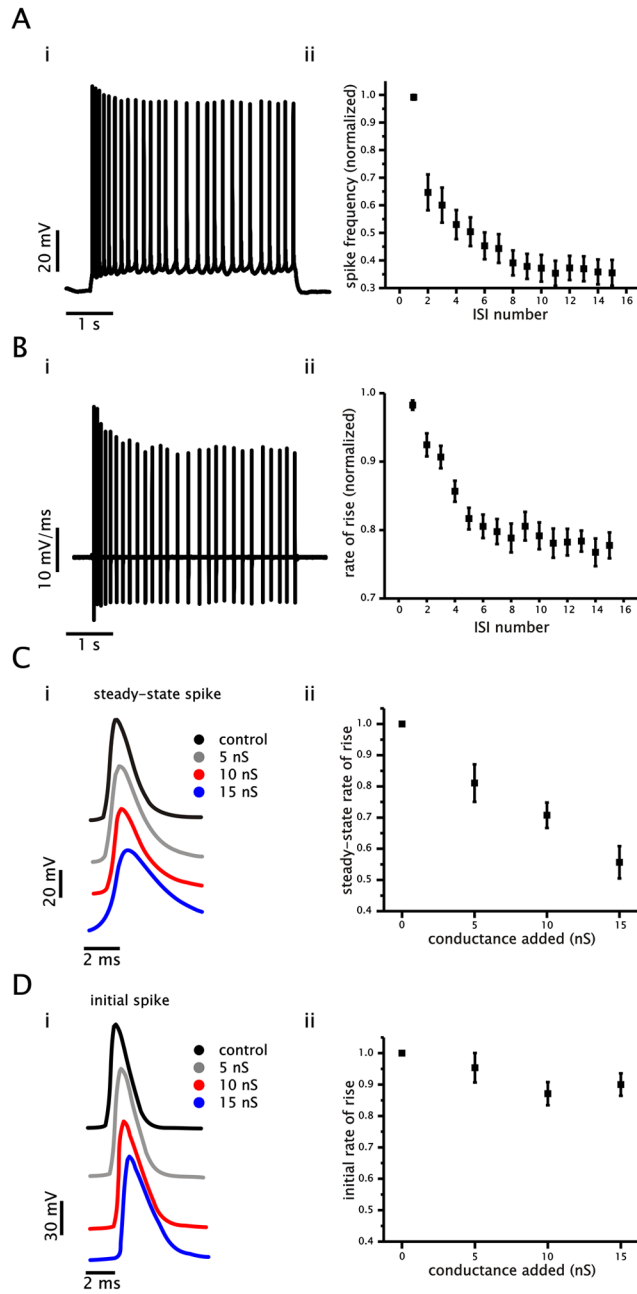 A
i
ii
20 mV
1 s
spike frequency (normalized)
1.0
0.9
0.8
0.7
0.6
0.5
0.4
0.3
0 2 4 6 8 10 11 12 14 16
ISI number
B
i
ii
10 mV/ms
1 s
rate of rise (normalized)
1.0
0.9
0.8
0.7
0 2 4 6 8 10 11 12 14 16
ISI number
C
i
steady-state spike
ii
control
5 nS
10 nS
15 nS
20 mV
2 ms
steady-state rate of rise
1.0
0.9
0.8
0.7
0.6
0.5
0.4
0 5 10 15
conductance added (nS)
D
i
initial spike
ii
control
5 nS
10 nS
15 nS
30 mV
2 ms
initial rate of rise
1.0
0.9
0.8
0.7
0.6
0.5
0.4
0 5 10 15
conductance added (nS)